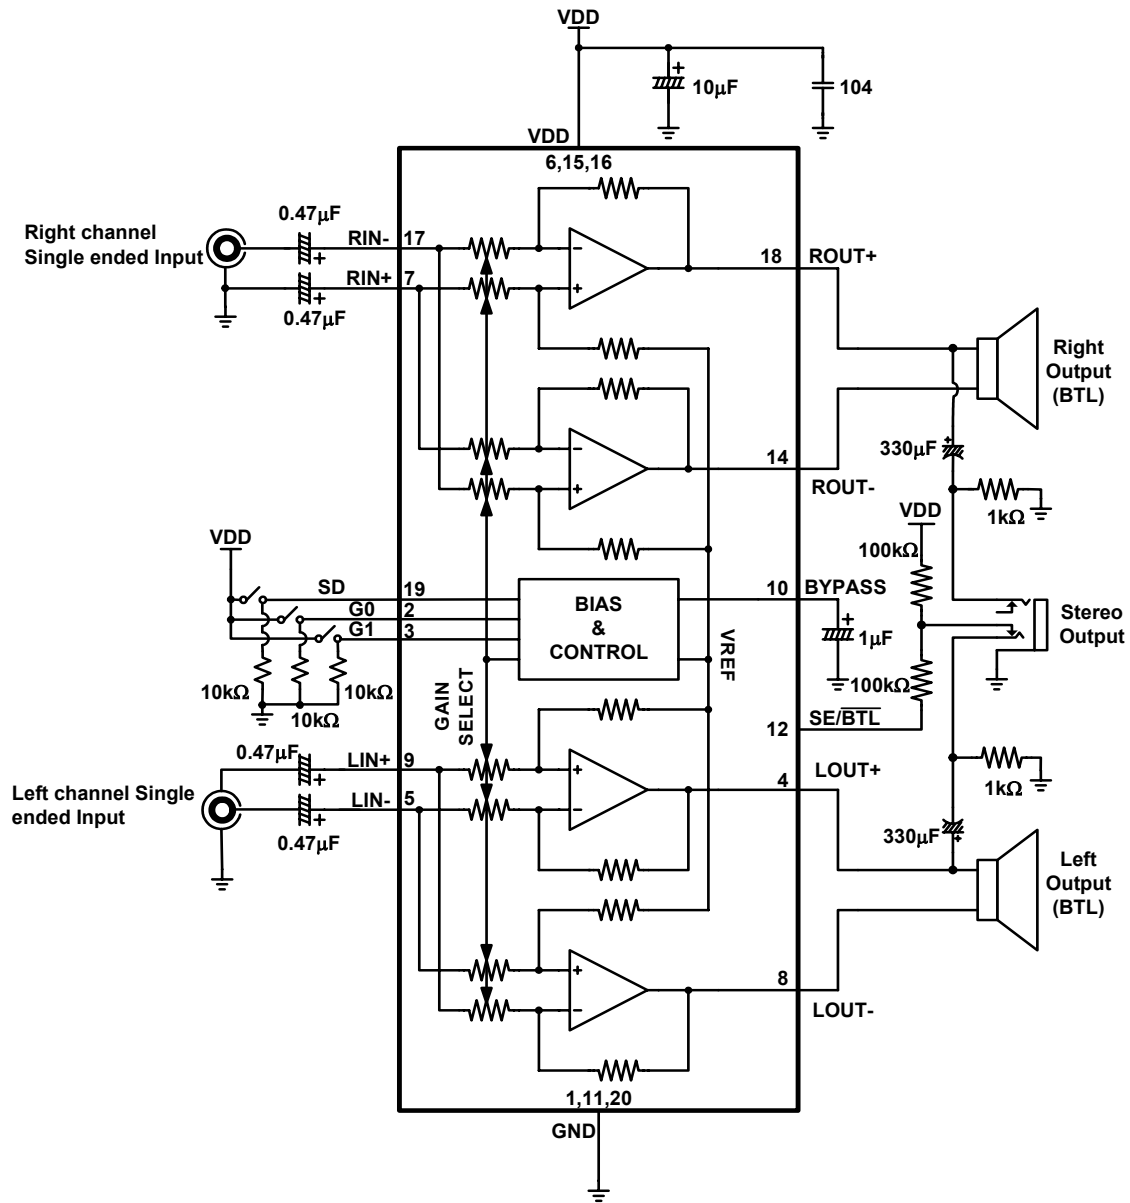 VDD
10μF
104
VDD
6,15,16
Right channel
Single ended Input
0.47μF
+
RIN-
17
RIN+
7
+
0.47μF
−
+
18
ROUT+
Right
Output
(BTL)
−
+
14
ROUT-
330μF
+
1kΩ
VDD
100kΩ
VDD
SD
19
G0
2
G1
3
10kΩ
10kΩ
10kΩ
BIAS
&
CONTROL
10
BYPASS
+
1μF
VREF
GAIN
SELECT
Stereo
Output
100kΩ
12
SE/BTL
0.47μF
+
LIN+
9
LIN-
5
+
0.47μF
Left channel Single
ended Input
+
−
4
LOUT+
1kΩ
330μF
+
Left
Output
(BTL)
+
−
8
LOUT-
1,11,20
GND